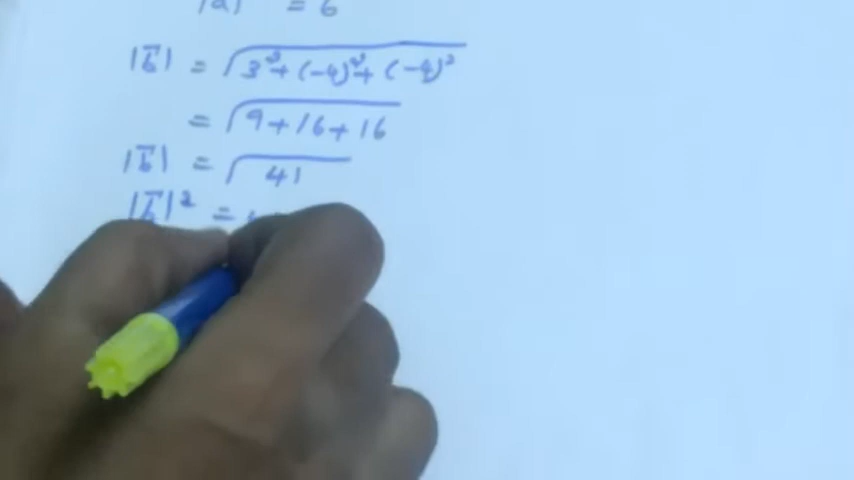 |a| = 6
|b̅| = √3²+(-4)²+(-4)²
= √9+16+16
|b̅| = √41
|b̅|² =